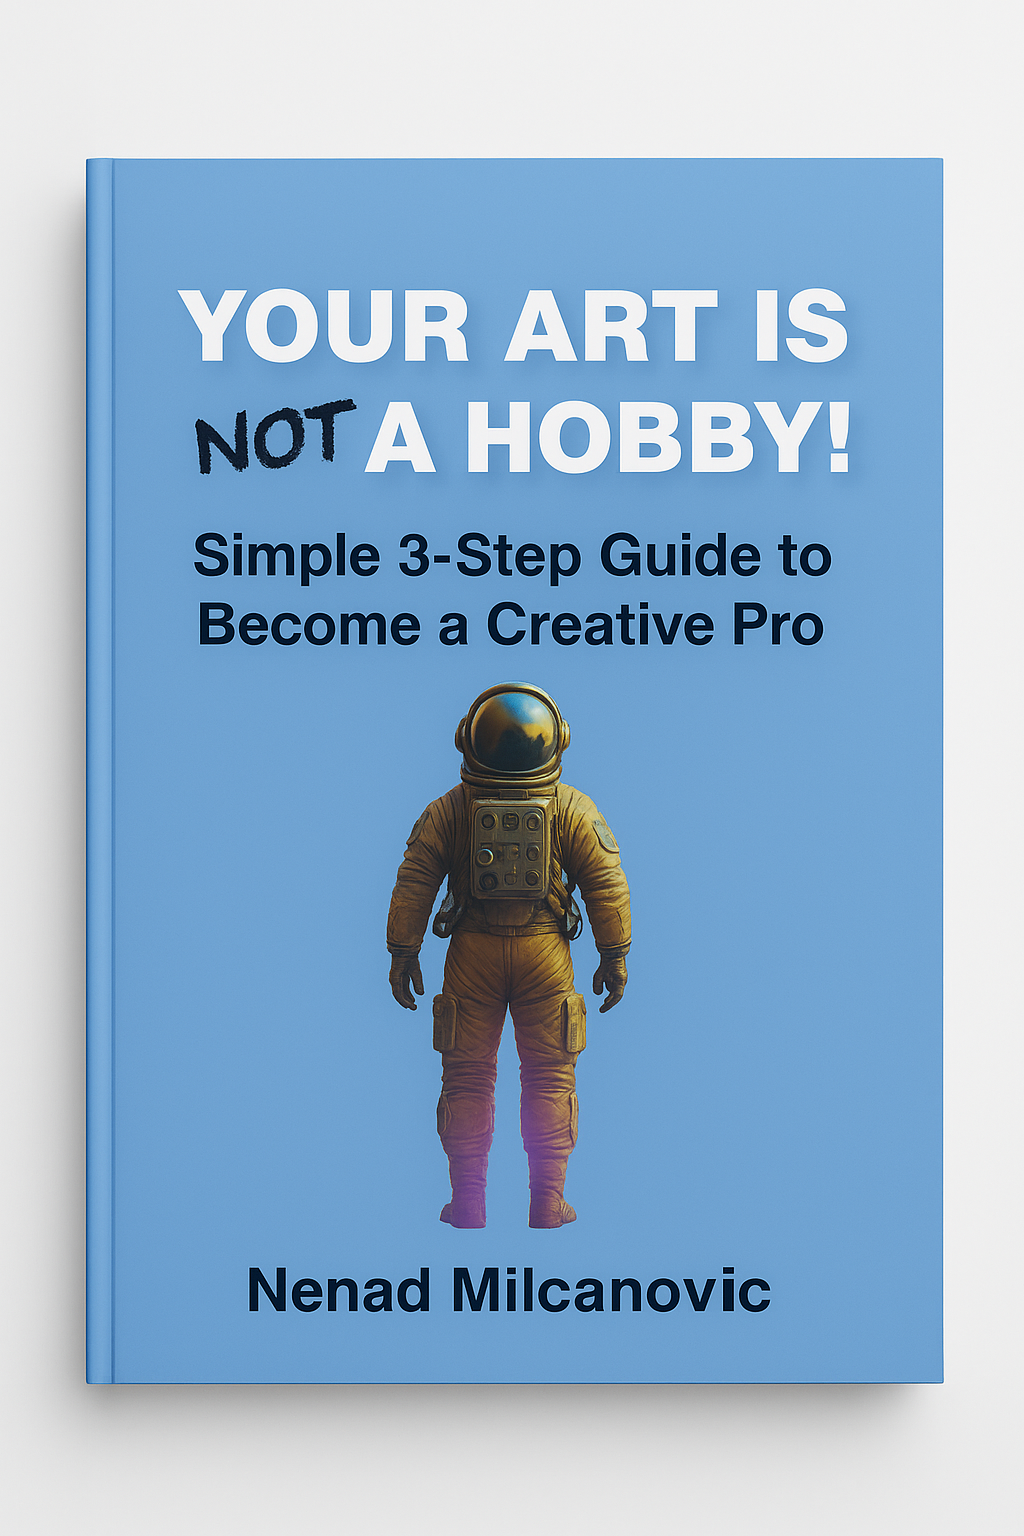 YOUR ART IS
NOT A HOBBY!
Simple 3-Step Guide to
Become a Creative Pro
Nenad Milcanovic